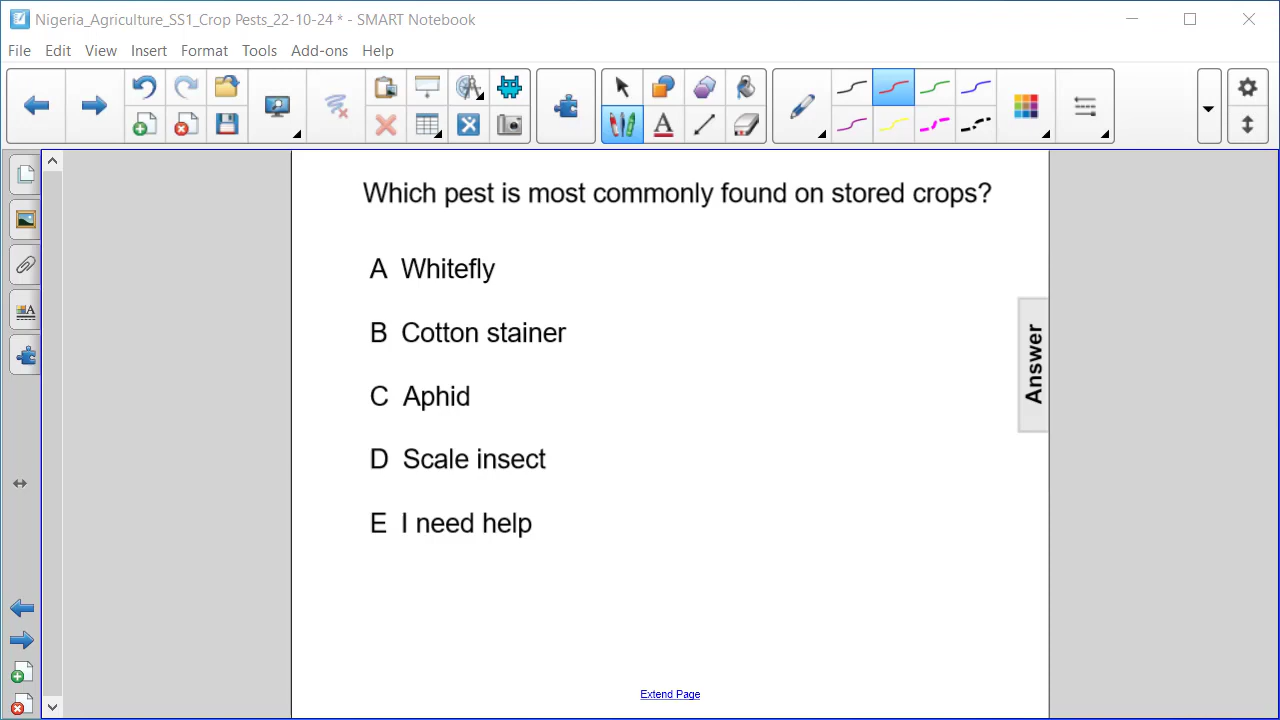 Nigeria_Agriculture_SS1_Crop Pests_22-10-24 * - SMART Notebook
File Edit View Insert Format Tools Add-ons Help
Which pest is most commonly found on stored crops?
A Whitefly
B Cotton stainer
C Aphid
D Scale insect
E I need help
Answer
Extend Page